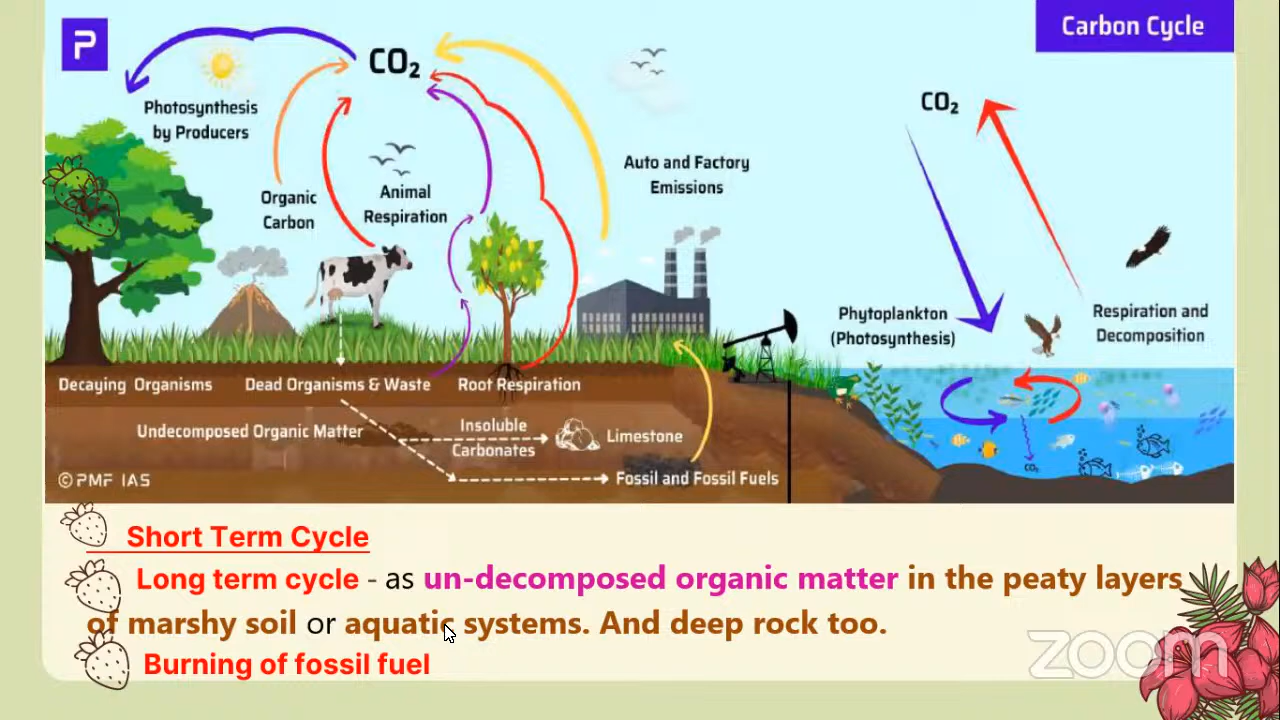 P
Carbon Cycle
CO₂
Photosynthesis
by Producers
Organic
Carbon
Animal
Respiration
Auto and Factory
Emissions
CO₂
Phytoplankton
(Photosynthesis)
Respiration and
Decomposition
Decaying Organisms
Dead Organisms & Waste
Root Respiration
Undecomposed Organic Matter
Insoluble
Carbonates
Limestone
Fossil and Fossil Fuels
CO₂
©PMF IAS
Short Term Cycle
Long term cycle - as un-decomposed organic matter in the peaty layers
of marshy soil or aquatic systems. And deep rock too.
Burning of fossil fuel
zoom